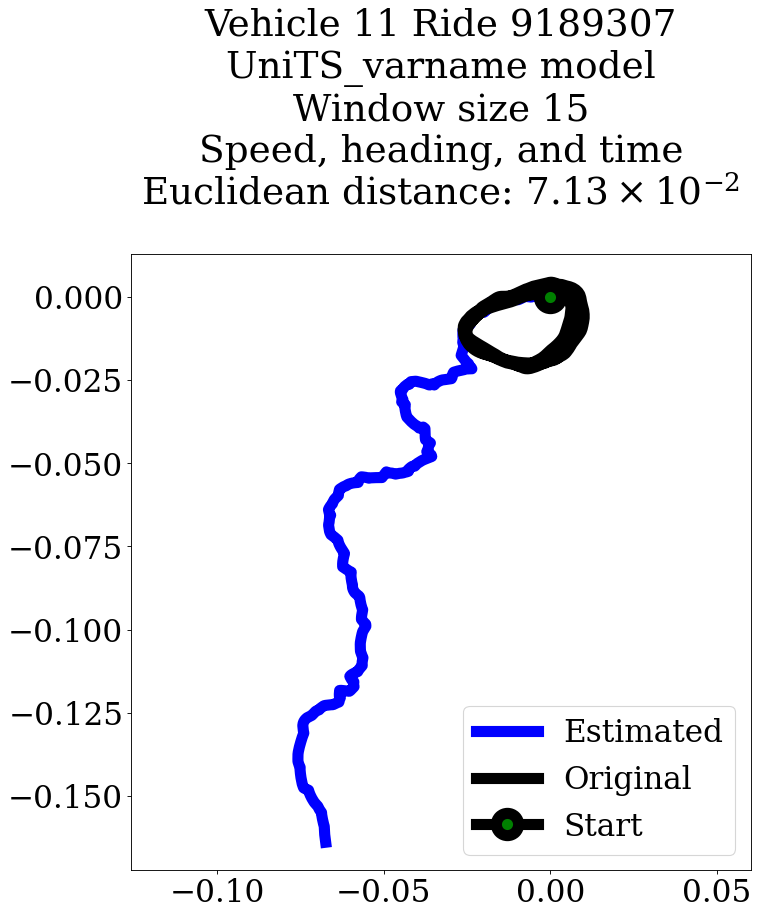 Vehicle 11 Ride 9189307
UniTS_varname model
Window size 15
Speed, heading, and time
Euclidean distance: 7.13 × 10⁻²
0.000
−0.025
−0.050
−0.075
−0.100
−0.125
−0.150
Estimated
Original
Start
−0.10 −0.05 0.00 0.05